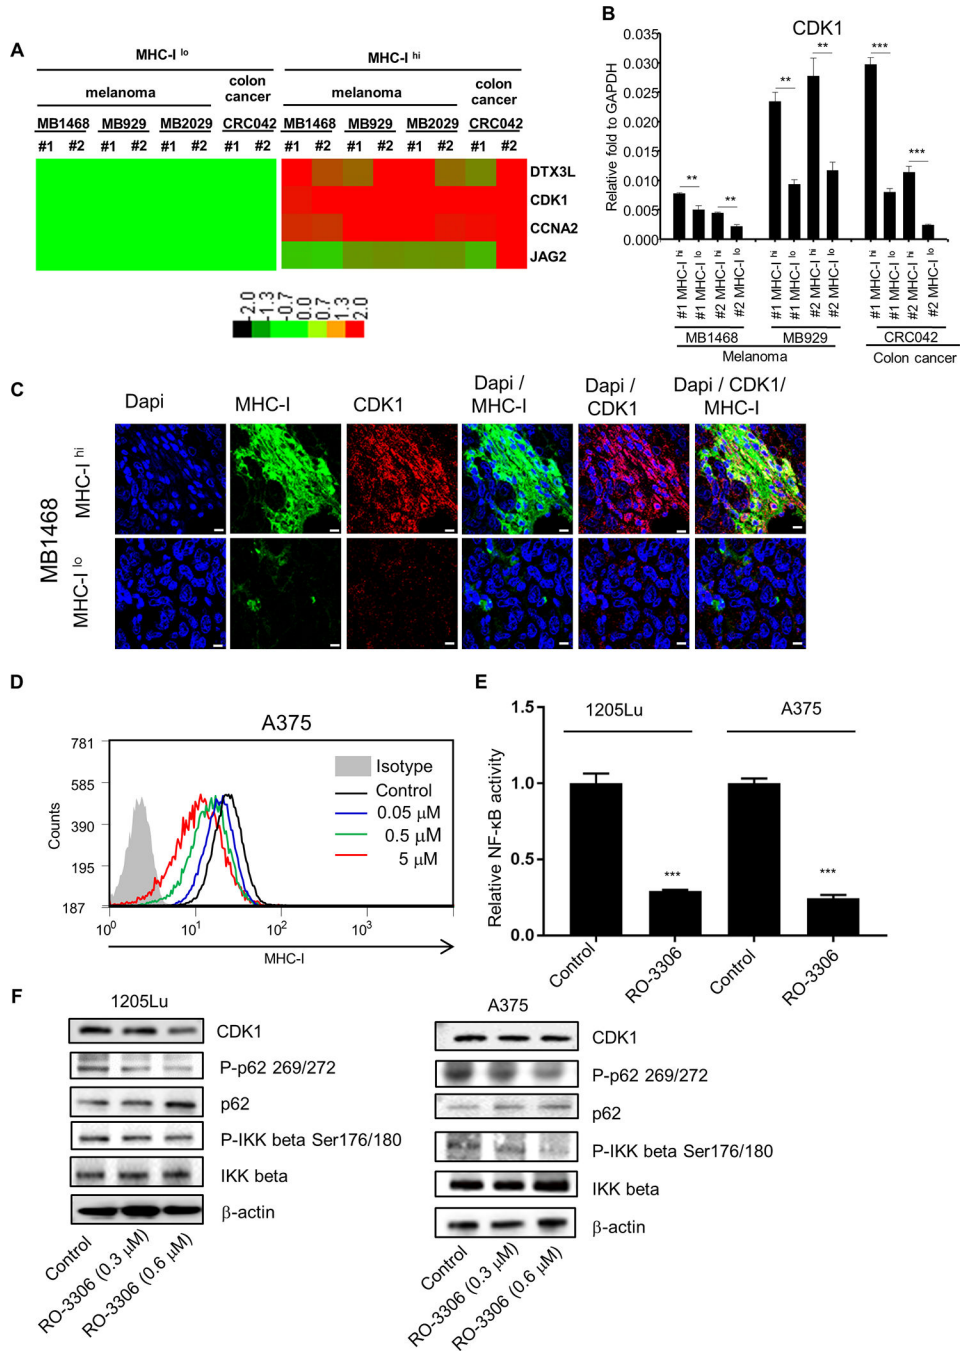 A
MHC-I lo
MHC-I hi
melanoma
colon cancer
melanoma
colon cancer
MB1468 MB929 MB2029 CRC042 MB1468 MB929 MB2029 CRC042
#1 #2 #1 #2 #1 #2 #1 #2 #1 #2 #1 #2 #1 #2 #1 #2
DTX3L
CDK1
CCNA2
JAG2
-2.0 -1.3 -0.7 0.0 0.7 1.3 2.0
B
CDK1
Relative fold to GAPDH
0.035
0.030
0.025
0.020
0.015
0.010
0.005
0.000
** ** ** ** *** ***
#1 MHC-I hi
#1 MHC-I lo
#2 MHC-I hi
#2 MHC-I lo
#1 MHC-I hi
#1 MHC-I lo
#2 MHC-I hi
#2 MHC-I lo
#1 MHC-I hi
#1 MHC-I lo
#2 MHC-I hi
#2 MHC-I lo
MB1468 MB929 CRC042
Melanoma Colon cancer
C
Dapi
MHC-I
CDK1
Dapi /
MHC-I
Dapi /
CDK1
Dapi / CDK1/
MHC-I
MB1468
MHC-I hi
MHC-I lo
D
A375
Counts
781
585
390
195
187
10⁰ 10¹ 10² 10³
MHC-I
Isotype
Control
0.05 μM
0.5 μM
5 μM
E
Relative NF-κB activity
1.5
1.0
0.5
0.0
1205Lu A375
*** ***
Control
RO-3306
Control
RO-3306
F
1205Lu
CDK1
P-p62 269/272
p62
P-IKK beta Ser176/180
IKK beta
β-actin
Control
RO-3306 (0.3 μM)
RO-3306 (0.6 μM)
A375
CDK1
P-p62 269/272
p62
P-IKK beta Ser176/180
IKK beta
β-actin
Control
RO-3306 (0.3 μM)
RO-3306 (0.6 μM)